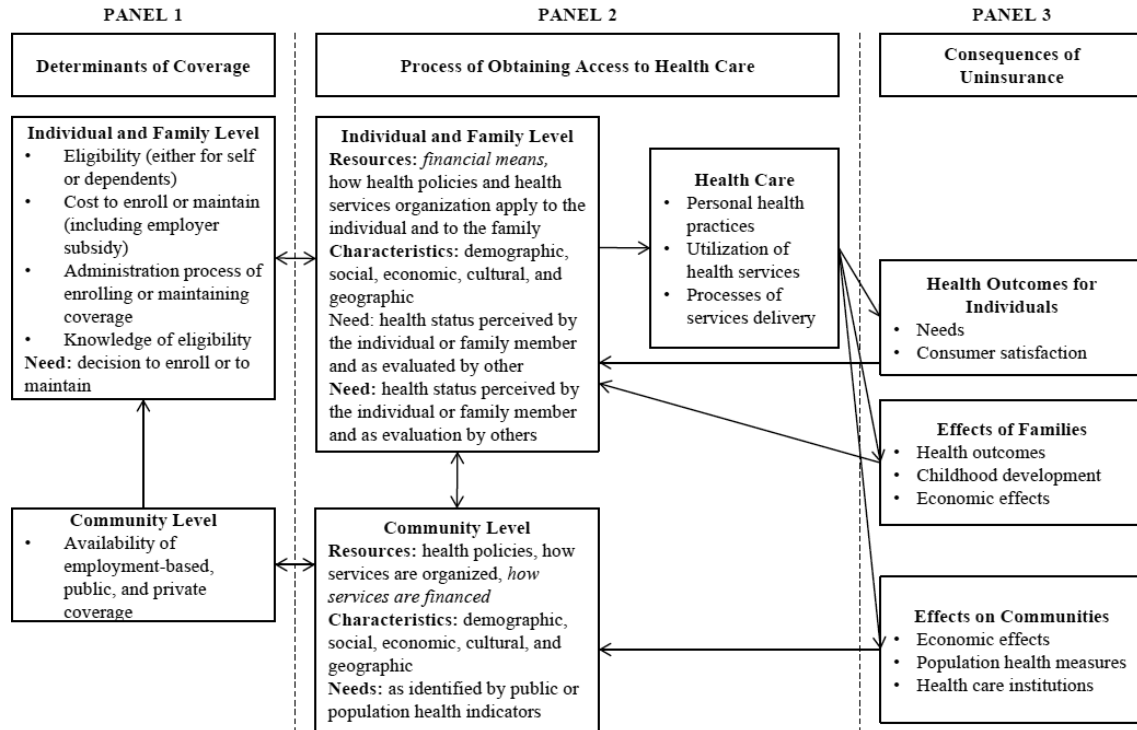 PANEL 1
Determinants of Coverage
Individual and Family Level
• Eligibility (either for self
or dependents)
• Cost to enroll or maintain
(including employer
subsidy)
• Administration process of
enrolling or maintaining
coverage
• Knowledge of eligibility
Need: decision to enroll or to
maintain
Community Level
• Availability of
employment-based,
public, and private
coverage
PANEL 2
Process of Obtaining Access to Health Care
Individual and Family Level
Resources: financial means,
how health policies and health
services organization apply to the
individual and to the family
Characteristics: demographic,
social, economic, cultural, and
geographic
Need: health status perceived by
the individual or family member
and as evaluated by other
Need: health status perceived by
the individual or family member
and as evaluation by others
Community Level
Resources: health policies, how
services are organized, how
services are financed
Characteristics: demographic,
social, economic, cultural, and
geographic
Needs: as identified by public or
population health indicators
Health Care
• Personal health
practices
• Utilization of
health services
• Processes of
services delivery
PANEL 3
Consequences of
Uninsurance
Health Outcomes for
Individuals
• Needs
• Consumer satisfaction
Effects of Families
• Health outcomes
• Childhood development
• Economic effects
Effects on Communities
• Economic effects
• Population health measures
• Health care institutions